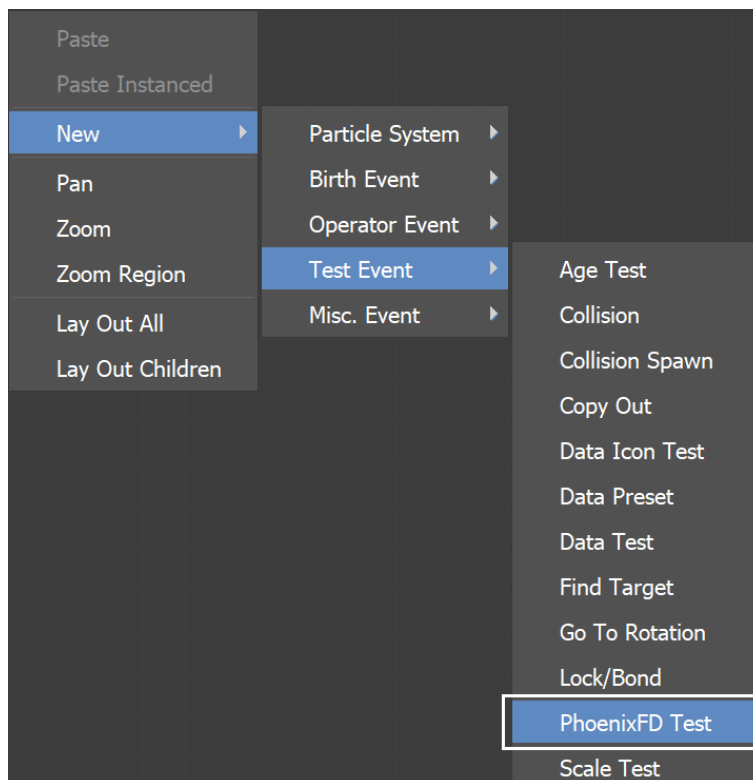 Paste
Paste Instanced
New
Pan
Zoom
Zoom Region
Lay Out All
Lay Out Children
Particle System
Birth Event
Operator Event
Test Event
Misc. Event
Age Test
Collision
Collision Spawn
Copy Out
Data Icon Test
Data Preset
Data Test
Find Target
Go To Rotation
Lock/Bond
PhoenixFD Test
Scale Test